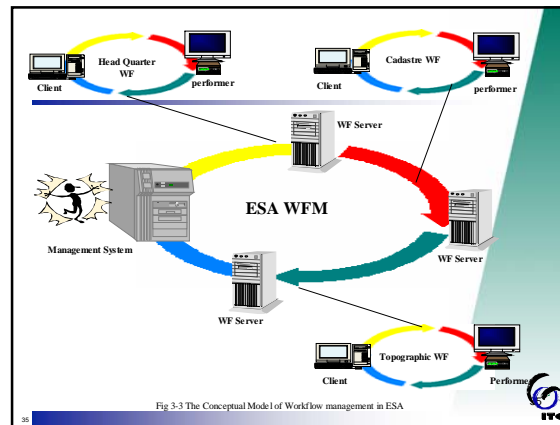 Head Quarter
WF
Client
performer
Cadastre WF
Client
performer
WF Server
ESA WFM
Management System
WF Server
WF Server
Topographic WF
Client
Performer
Fig 3-3 The Conceptual Model of Workflow management in ESA
35
ITC